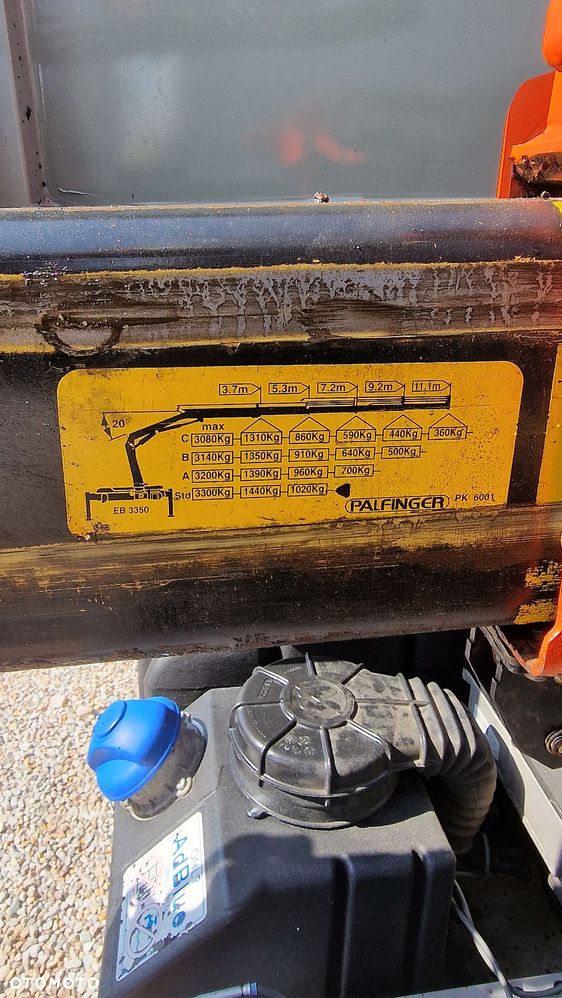 3.7m 5.3m 7.2m 9.2m 11.1m
20°
max
C 3080Kg 1310Kg 860Kg 590Kg 440Kg 360Kg
B 3140Kg 1350Kg 910Kg 640Kg 500Kg
A 3200Kg 1390Kg 960Kg 700Kg
Std 3300Kg 1440Kg 1020Kg
EB 3350
PALFINGER PK 6001
ONLY
AdBlue
OTOMOTO